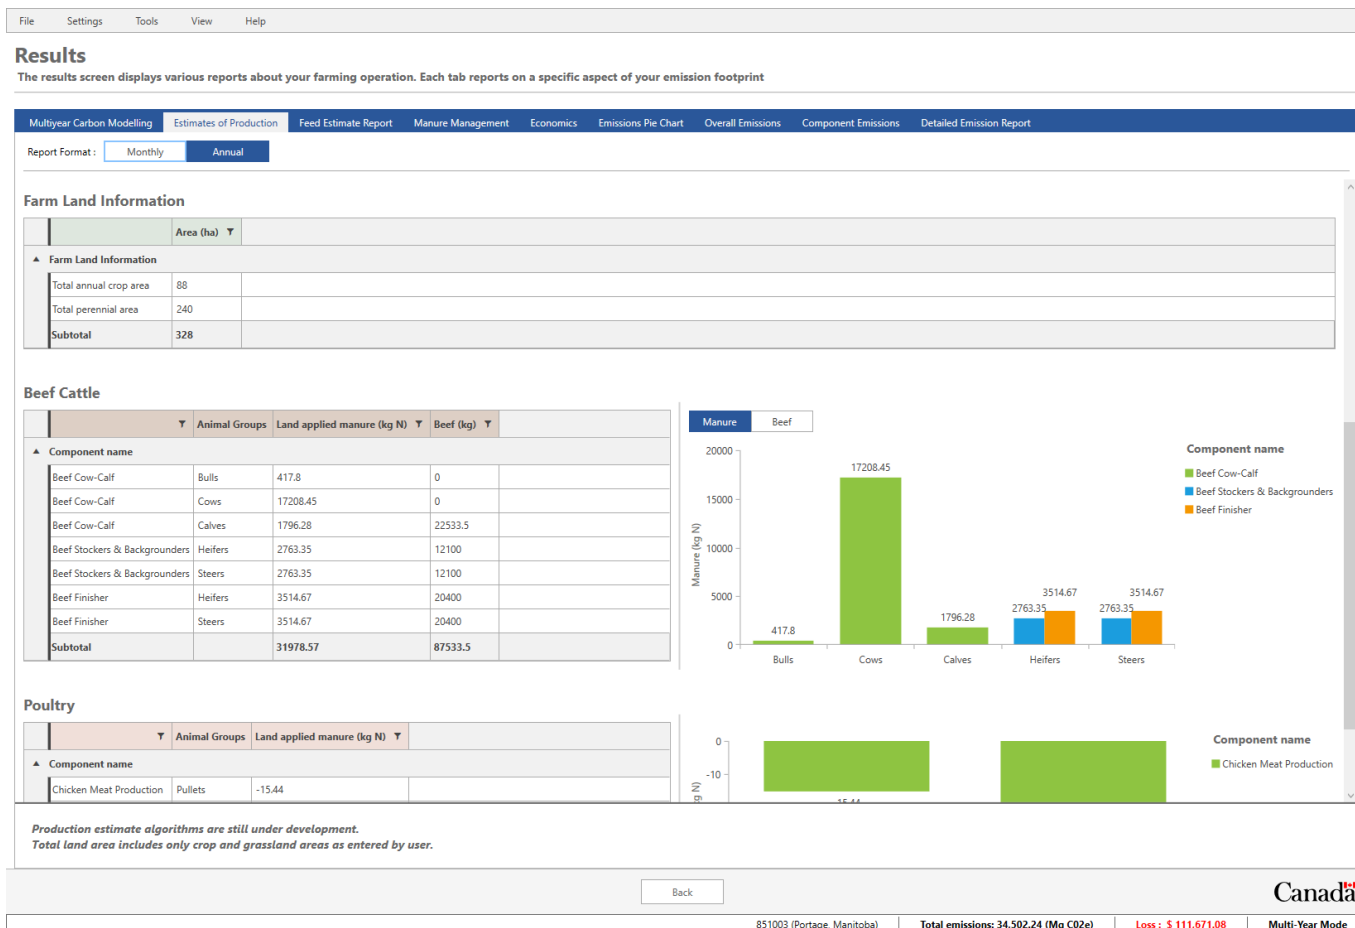 File Settings Tools View Help
Results
The results screen displays various reports about your farming operation. Each tab reports on a specific aspect of your emission footprint
Multiyear Carbon Modelling Estimates of Production Feed Estimate Report Manure Management Economics Emissions Pie Chart Overall Emissions Component Emissions Detailed Emission Report
Report Format : Monthly Annual
Farm Land Information
Area (ha)
Farm Land Information
Total annual crop area 88
Total perennial area 240
Subtotal 328
Beef Cattle
Animal Groups Land applied manure (kg N) Beef (kg)
Component name
Beef Cow-Calf Bulls 417.8 0
Beef Cow-Calf Cows 17208.45 0
Beef Cow-Calf Calves 1796.28 22533.5
Beef Stockers & Backgrounders Heifers 2763.35 12100
Beef Stockers & Backgrounders Steers 2763.35 12100
Beef Finisher Heifers 3514.67 20400
Beef Finisher Steers 3514.67 20400
Subtotal 31978.57 87533.5
Manure Beef
Manure (kg N)
20000
15000
10000
5000
0
417.8
17208.45
1796.28
2763.35 3514.67
2763.35 3514.67
Bulls Cows Calves Heifers Steers
Component name
Beef Cow-Calf
Beef Stockers & Backgrounders
Beef Finisher
Poultry
Animal Groups Land applied manure (kg N)
Component name
Chicken Meat Production Pullets -15.44
0
-10
Component name
Chicken Meat Production
Production estimate algorithms are still under development.
Total land area includes only crop and grassland areas as entered by user.
Back
Canada
851003 (Portage, Manitoba) Total emissions: 34,502.24 (Mg C02e) Loss : $ 111,671.08 Multi-Year Mode